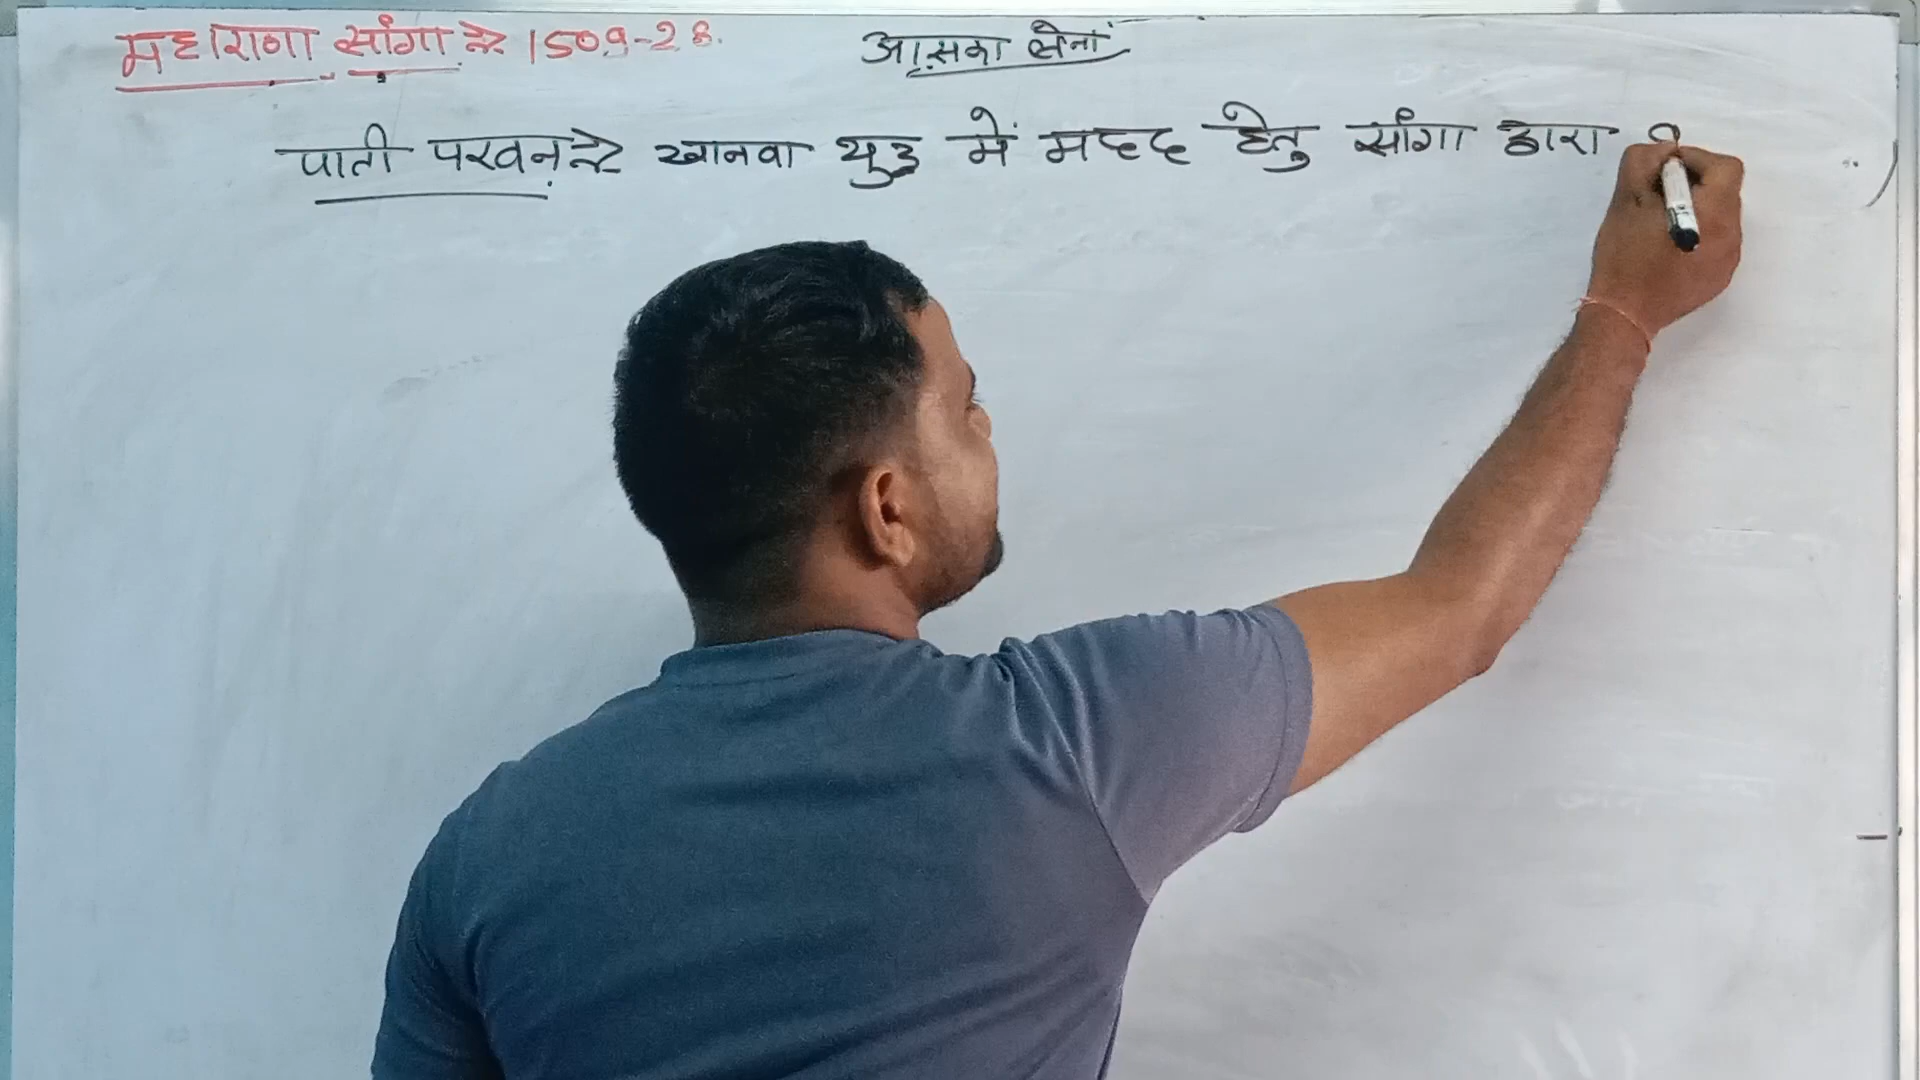 महाराणा सांगा 1509-28. आसका लेना
पाती परवन खानवा युद्ध में मदद हेतु सांगा द्वारा